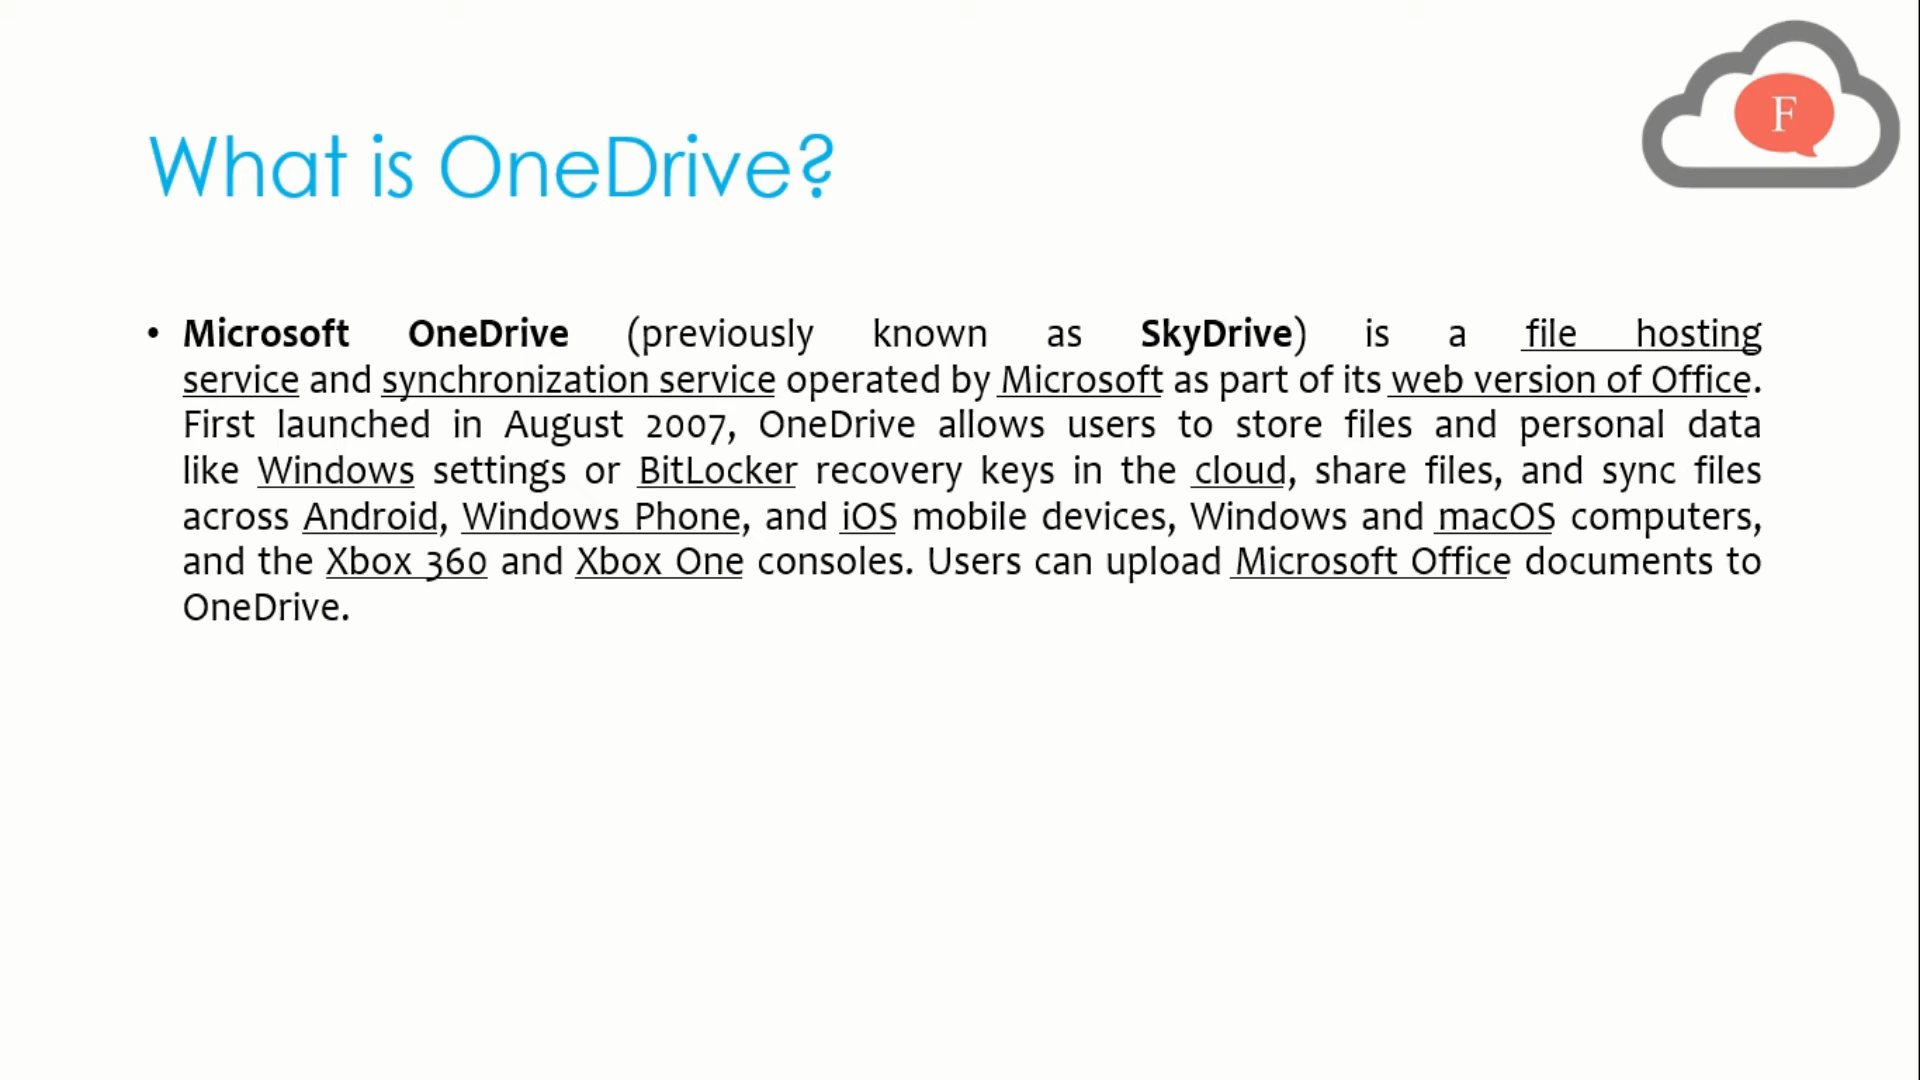 F
What is OneDrive?
• Microsoft OneDrive (previously known as SkyDrive) is a file hosting
service and synchronization service operated by Microsoft as part of its web version of Office.
First launched in August 2007, OneDrive allows users to store files and personal data
like Windows settings or BitLocker recovery keys in the cloud, share files, and sync files
across Android, Windows Phone, and iOS mobile devices, Windows and macOS computers,
and the Xbox 360 and Xbox One consoles. Users can upload Microsoft Office documents to
OneDrive.